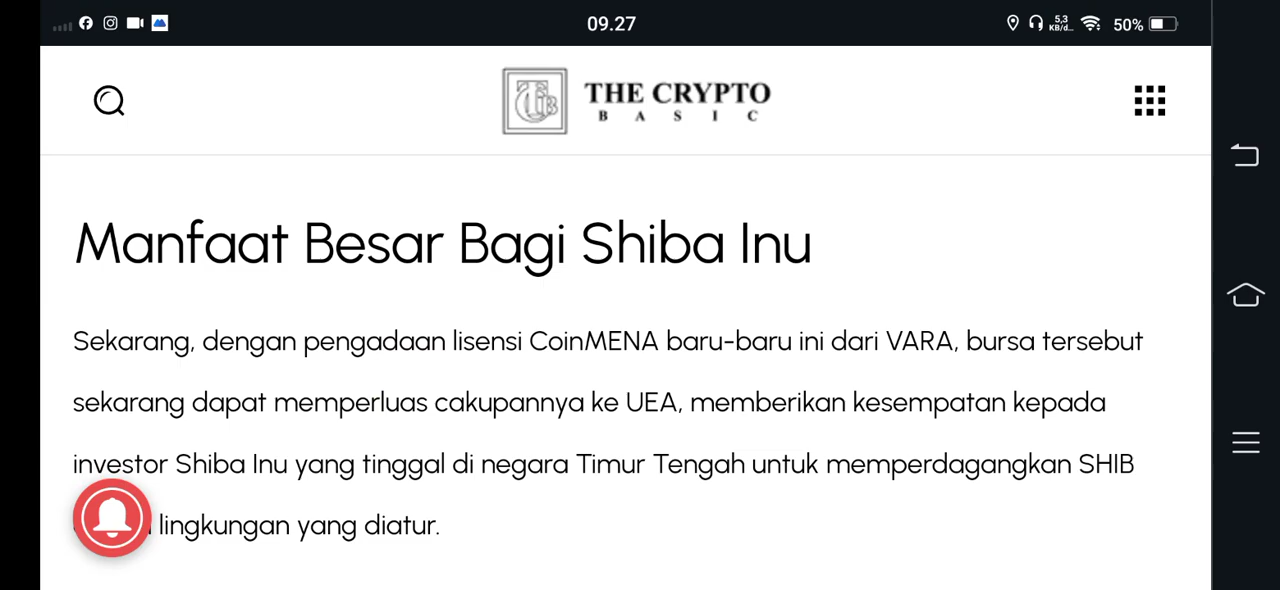 09.27
5,3
KB/d...
50%
THE CRYPTO
BASIC
Manfaat Besar Bagi Shiba Inu
Sekarang, dengan pengadaan lisensi CoinMENA baru-baru ini dari VARA, bursa tersebut
sekarang dapat memperluas cakupannya ke UEA, memberikan kesempatan kepada
investor Shiba Inu yang tinggal di negara Timur Tengah untuk memperdagangkan SHIB
lingkungan yang diatur.